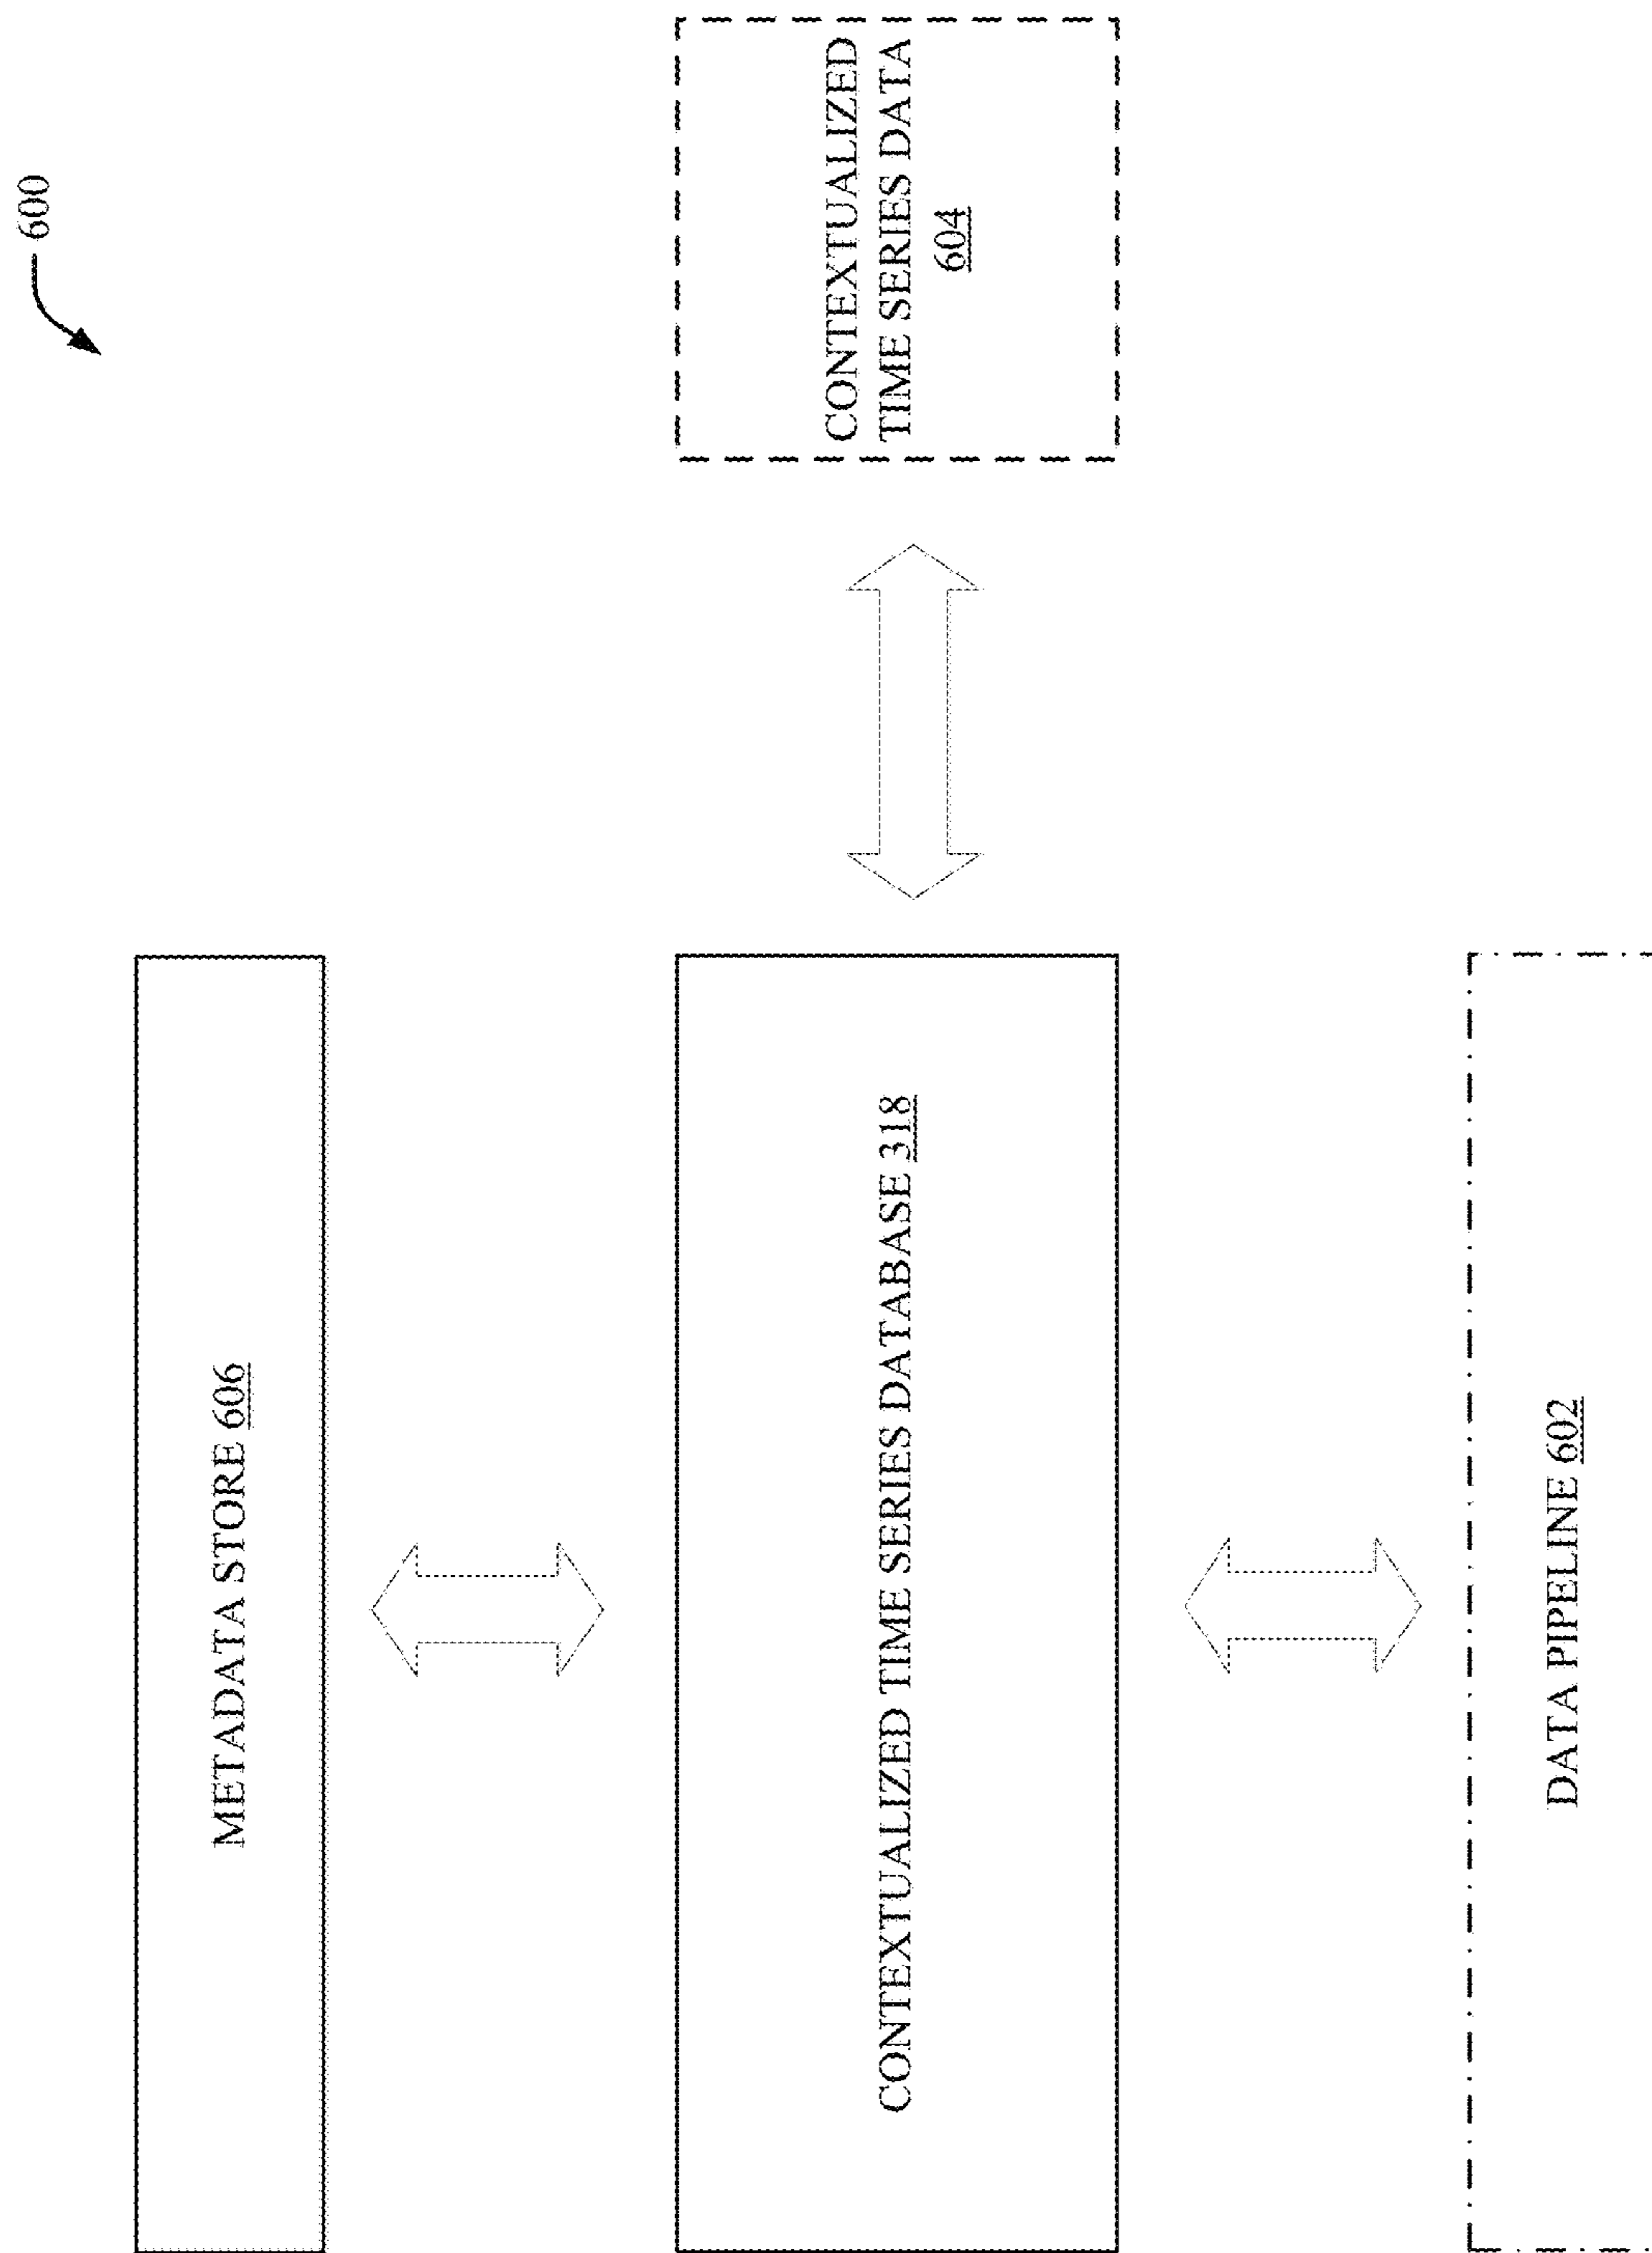 600
METADATA STORE 606
CONTEXTUALIZED TIME SERIES DATABASE 318
CONTEXTUALIZED
TIME SERIES DATA
604
DATA PIPELINE 602